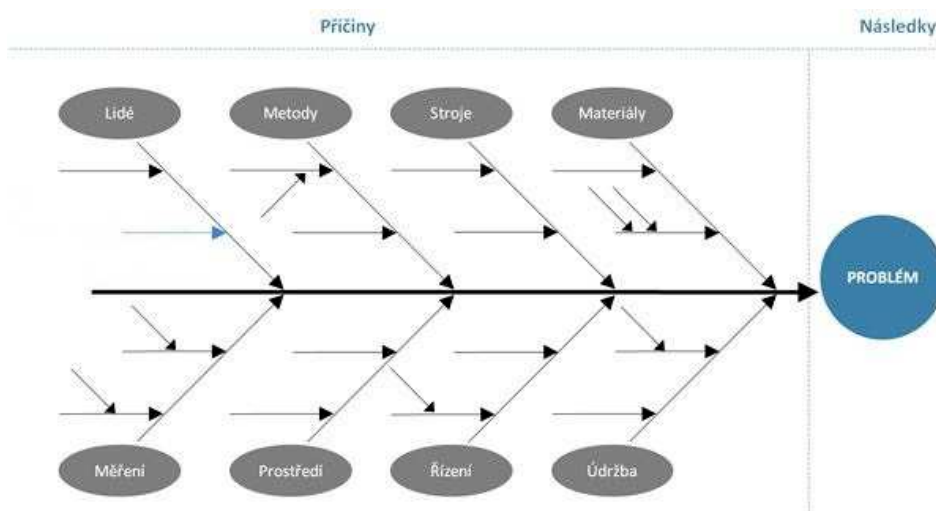 Příčiny
Následky
Lidé
Metody
Stroje
Materiály
PROBLÉM
Měření
Prostředí
Řízení
Údržba